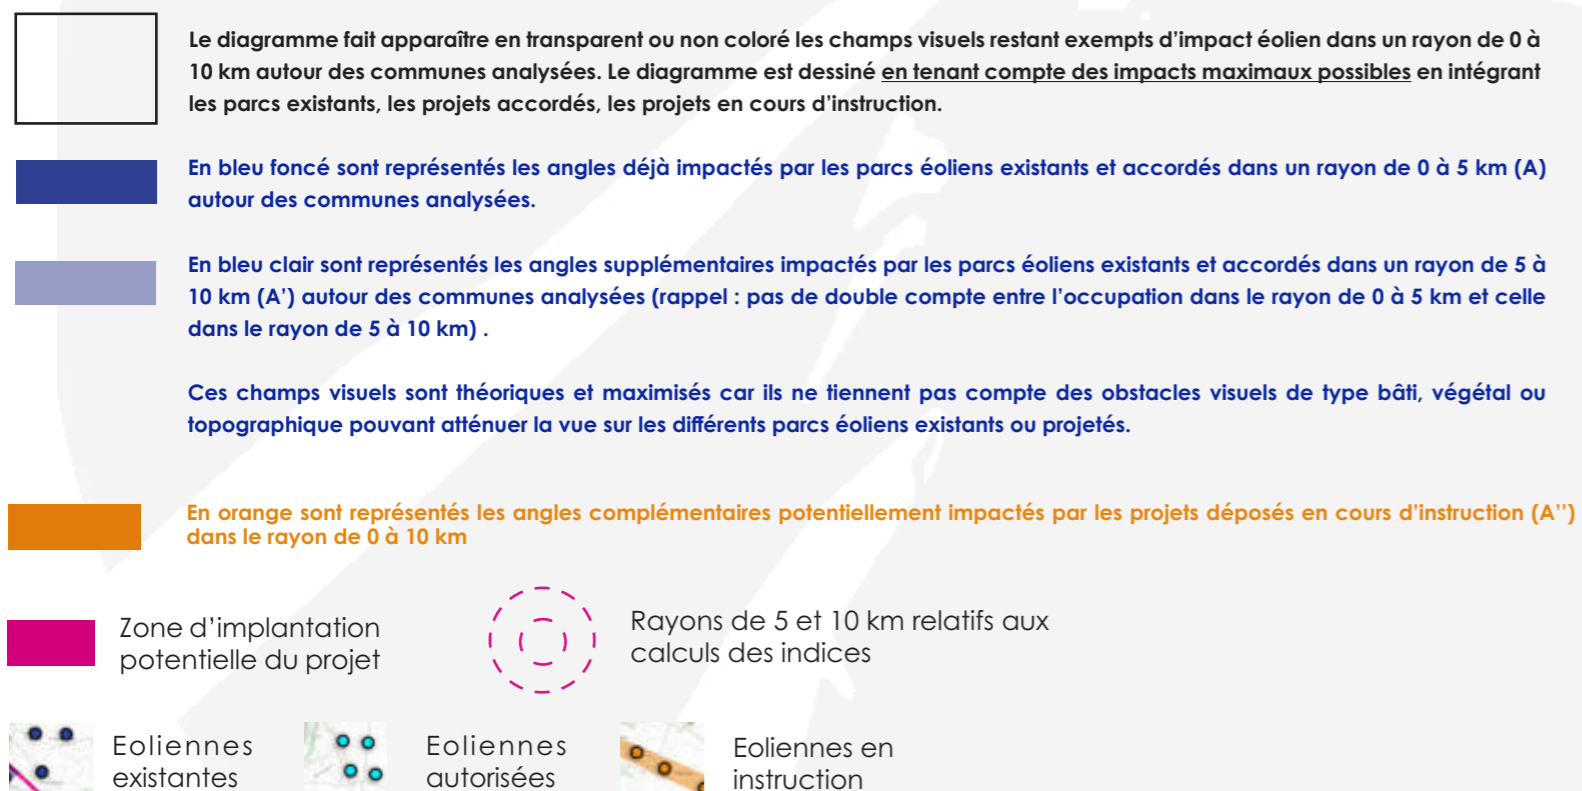 Le diagramme fait apparaître en transparent ou non coloré les champs visuels restant exempts d’impact éolien dans un rayon de 0 à
10 km autour des communes analysées. Le diagramme est dessiné en tenant compte des impacts maximaux possibles en intégrant
les parcs existants, les projets accordés, les projets en cours d’instruction.
En bleu foncé sont représentés les angles déjà impactés par les parcs éoliens existants et accordés dans un rayon de 0 à 5 km (A)
autour des communes analysées.
En bleu clair sont représentés les angles supplémentaires impactés par les parcs éoliens existants et accordés dans un rayon de 5 à
10 km (A’) autour des communes analysées (rappel : pas de double compte entre l’occupation dans le rayon de 0 à 5 km et celle
dans le rayon de 5 à 10 km) .
Ces champs visuels sont théoriques et maximisés car ils ne tiennent pas compte des obstacles visuels de type bâti, végétal ou
topographique pouvant atténuer la vue sur les différents parcs éoliens existants ou projetés.
En orange sont représentés les angles complémentaires potentiellement impactés par les projets déposés en cours d’instruction (A’’)
dans le rayon de 0 à 10 km
Zone d’implantation
potentielle du projet
Rayons de 5 et 10 km relatifs aux
calculs des indices
Eoliennes
existantes
Eoliennes
autorisées
Eoliennes en
instruction